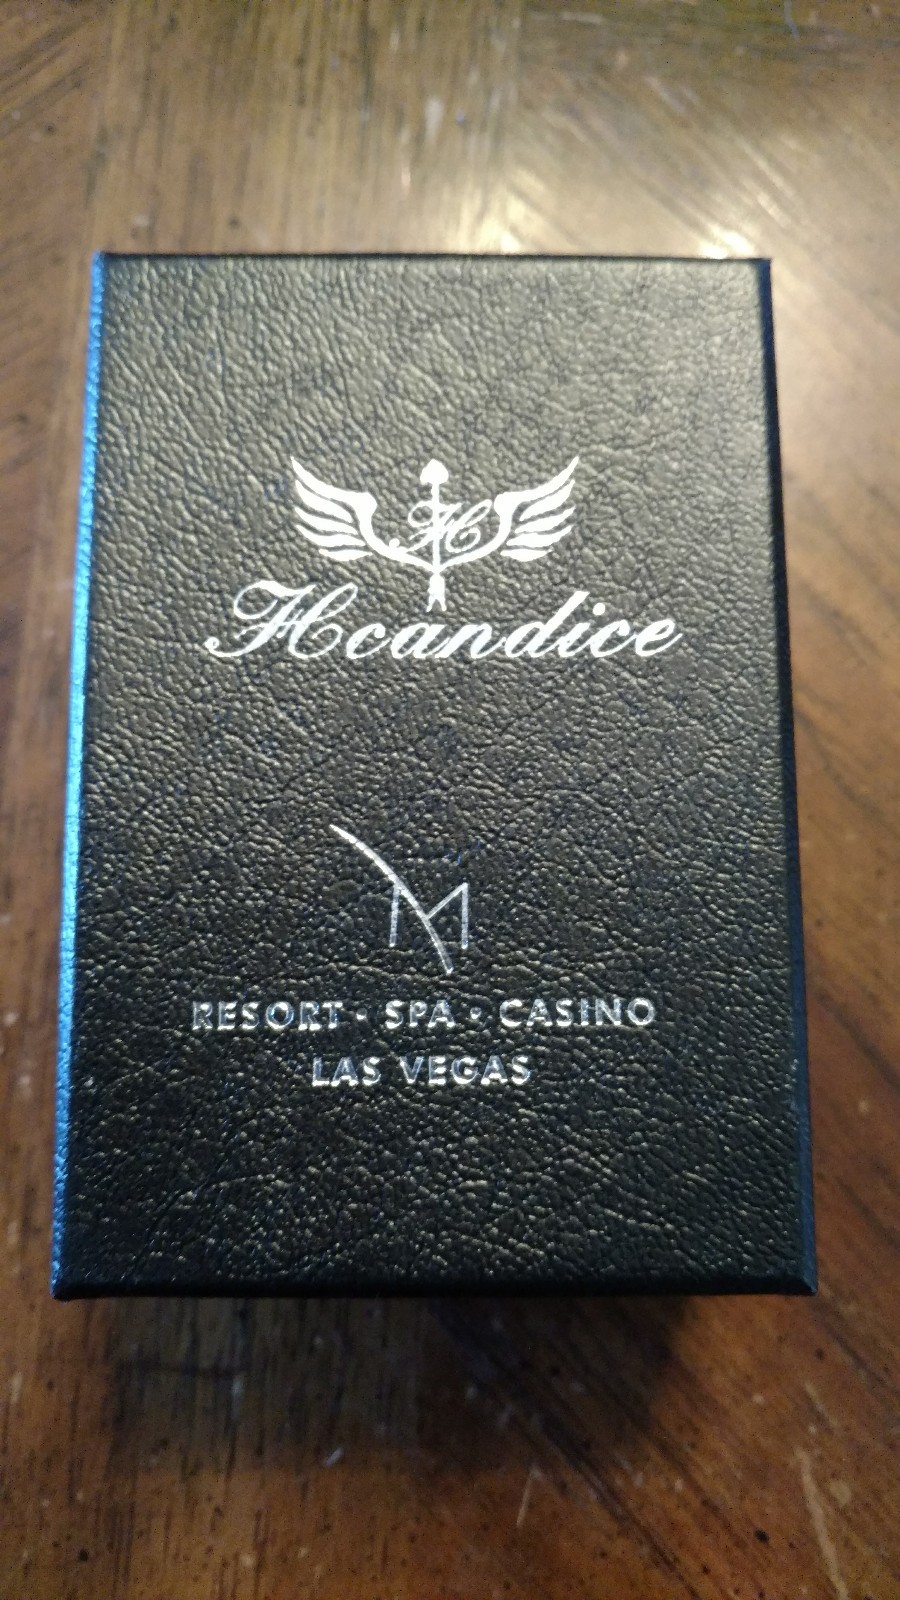 H
Hcandice
M
RESORT · SPA · CASINO
LAS VEGAS